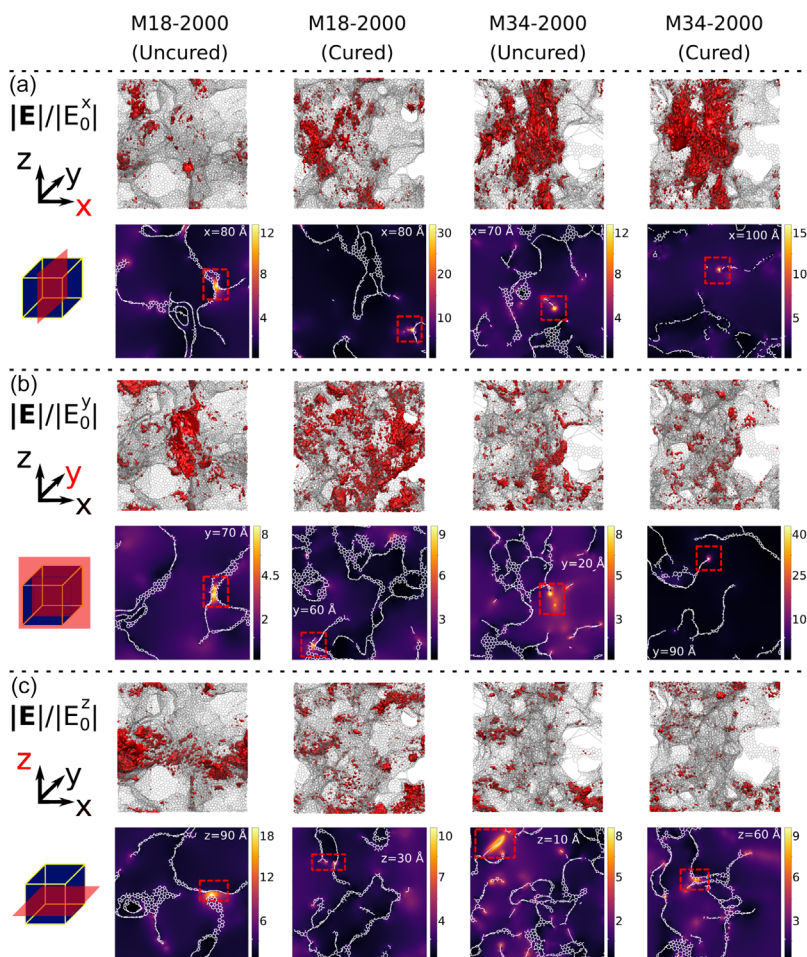 M18-2000 M18-2000 M34-2000 M34-2000
(Uncured) (Cured) (Uncured) (Cured)
(a)
|E|/|E₀ˣ|
z
y
x
x=80 Å
12
8
4
x=80 Å
30
20
10
x=70 Å
12
8
4
x=100 Å
15
10
5
(b)
|E|/|E₀ʸ|
z
y
x
y=70 Å
8
4.5
2
y=60 Å
9
6
3
y=20 Å
8
5
2
y=90 Å
40
25
10
(c)
|E|/|E₀ᶻ|
z
y
x
z=90 Å
18
12
6
z=30 Å
10
7
4
z=10 Å
8
5
2
z=60 Å
9
6
3